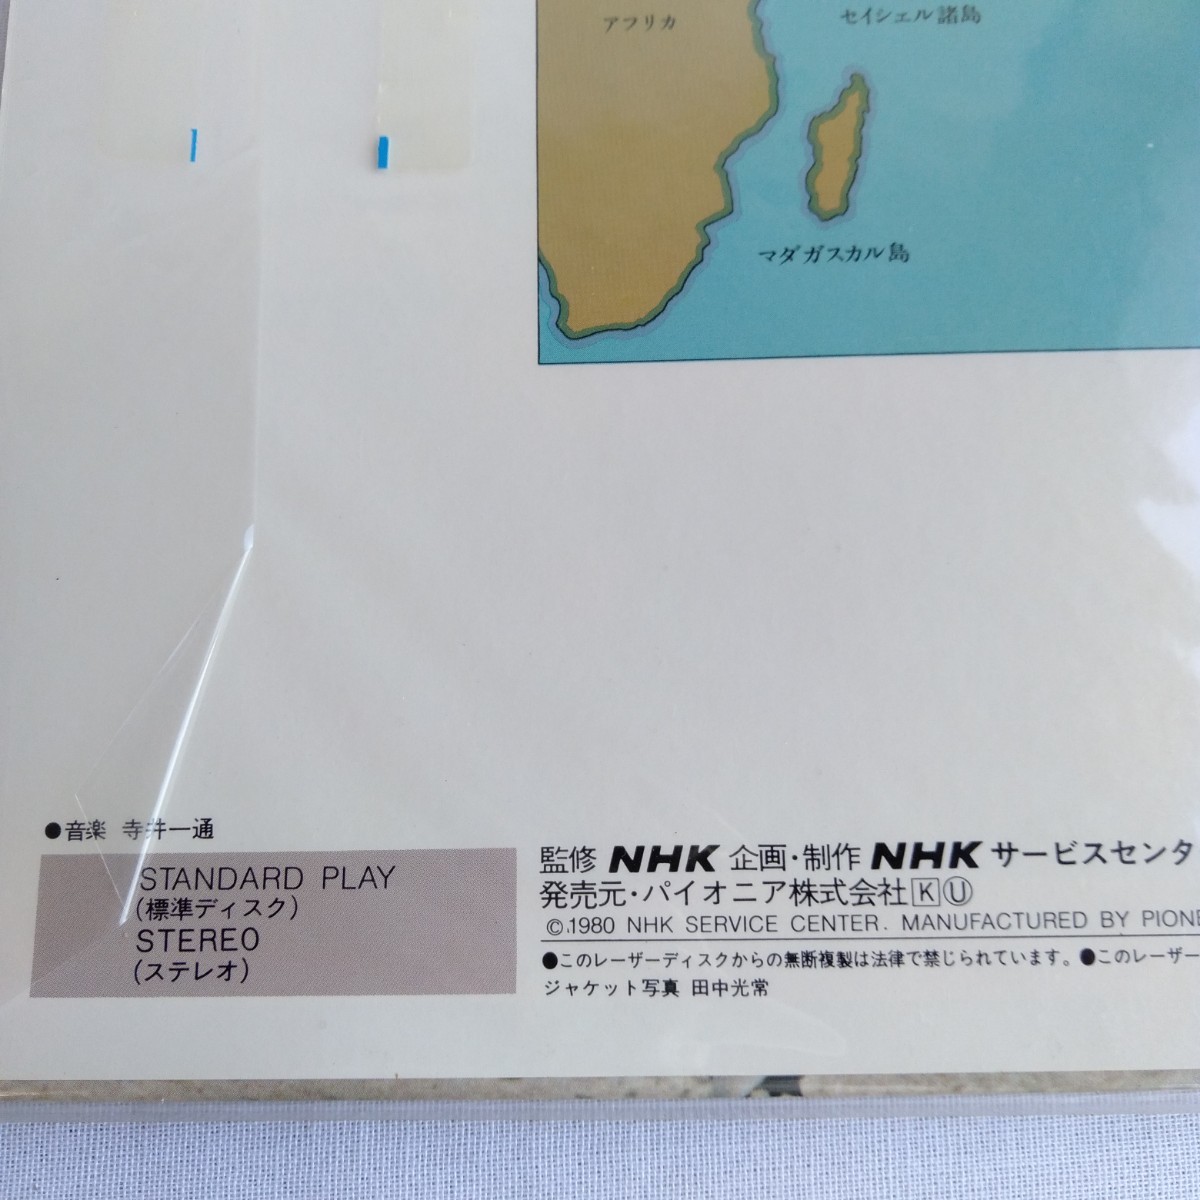 アフリカ
セイシェル諸島
マダガスカル島
●音楽 寺井一通
STANDARD PLAY
(標準ディスク)
STEREO
(ステレオ)
監修 NHK 企画・制作 NHK サービスセンタ
発売元・パイオニア株式会社 K U
©1980 NHK SERVICE CENTER. MANUFACTURED BY PIONE
●このレーザーディスクからの無断複製は法律で禁じられています。●このレーザー
ジャケット写真 田中光常